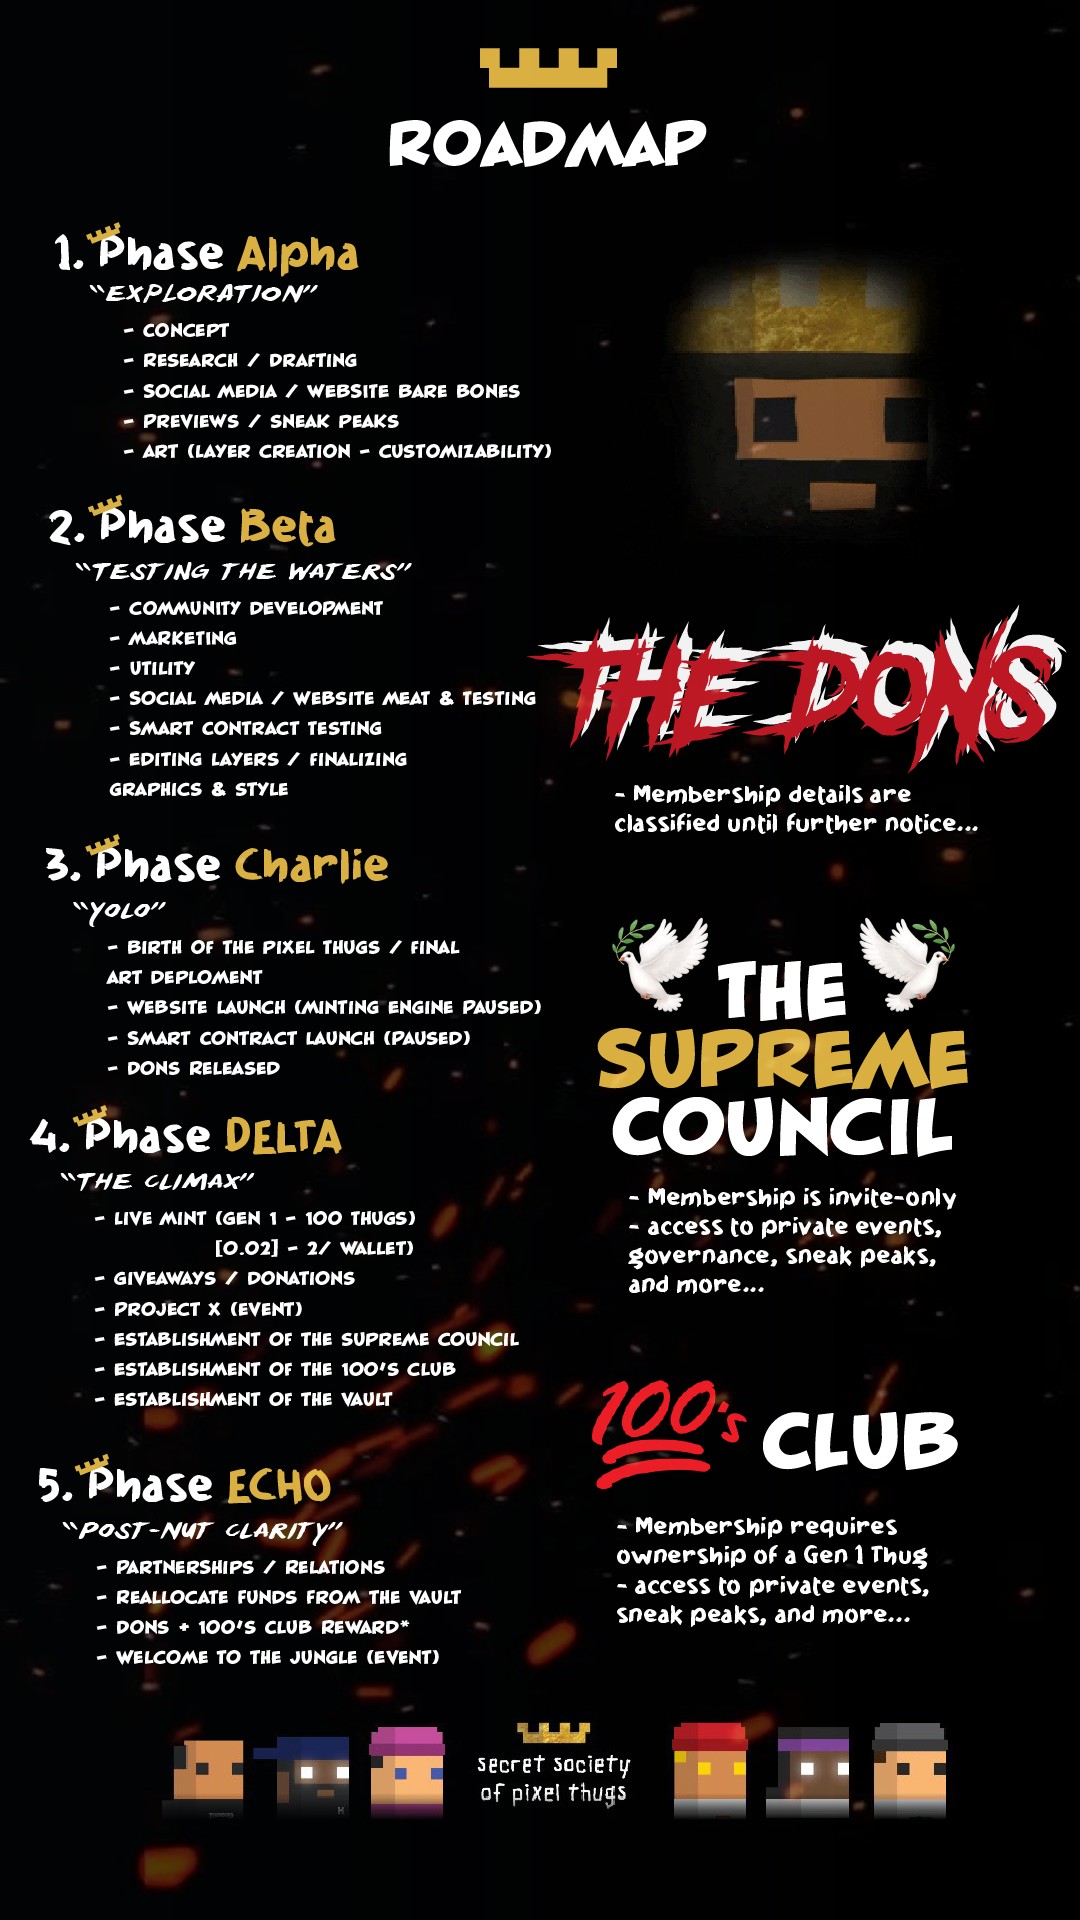 ROADMAP
1. Phase Alpha
"EXPLORATION"
- CONCEPT
- RESEARCH / DRAFTING
- SOCIAL MEDIA / WEBSITE BARE BONES
- PREVIEWS / SNEAK PEAKS
- ART (LAYER CREATION - CUSTOMIZABILITY)
2. Phase Beta
"TESTING THE WATERS"
- COMMUNITY DEVELOPMENT
- MARKETING
- UTILITY
- SOCIAL MEDIA / WEBSITE MEAT & TESTING
- SMART CONTRACT TESTING
- EDITING LAYERS / FINALIZING
GRAPHICS & STYLE
3. Phase Charlie
"YOLO"
- BIRTH OF THE PIXEL THUGS / FINAL
ART DEPLOMENT
- WEBSITE LAUNCH (MINTING ENGINE PAUSED)
- SMART CONTRACT LAUNCH (PAUSED)
- DONS RELEASED
4. Phase DELTA
"THE CLIMAX"
- LIVE MINT (GEN 1 - 100 THUGS)
[0.02] - 2/ WALLET)
- GIVEAWAYS / DONATIONS
- PROJECT X (EVENT)
- ESTABLISHMENT OF THE SUPREME COUNCIL
- ESTABLISHMENT OF THE 100'S CLUB
- ESTABLISHMENT OF THE VAULT
5. Phase ECHO
"POST-NUT CLARITY"
- PARTNERSHIPS / RELATIONS
- REALLOCATE FUNDS FROM THE VAULT
- DONS + 100'S CLUB REWARD*
- WELCOME TO THE JUNGLE (EVENT)
THE DONS
- Membership details are
classified until further notice...
THE
SUPREME
COUNCIL
- Membership is invite-only
- access to private events,
governance, sneak peaks,
and more...
100's CLUB
- Membership requires
ownership of a Gen 1 Thug
- access to private events,
sneak peaks, and more...
secret society
of pixel thugs